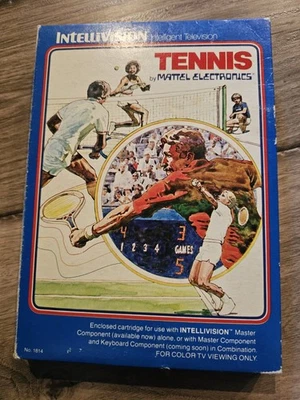 INTELLIVISION Intelligent Television
TENNIS
by MATTEL ELECTRONICS®
4 3
1 2 3 4 GAMES
5
Enclosed cartridge for use with INTELLIVISION™ Master
Component (available now) alone, or with Master Component
and Keyboard Component (coming soon) in Combination
FOR COLOR TV VIEWING ONLY
No. 1814